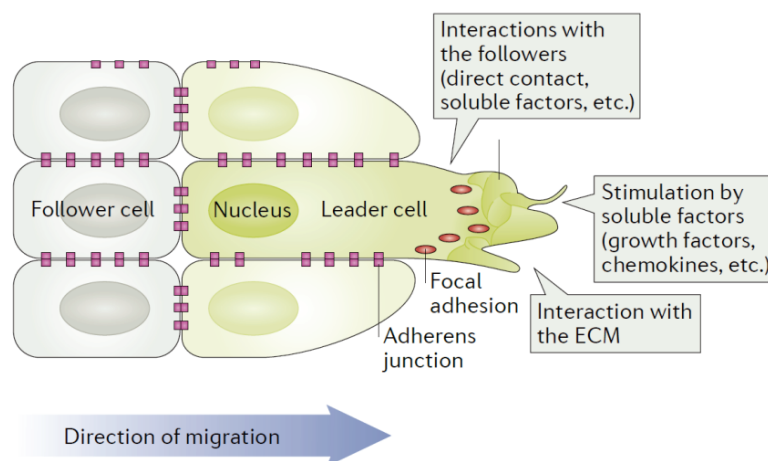 Interactions with
the followers
(direct contact,
soluble factors, etc.)
Follower cell
Nucleus
Leader cell
Stimulation by
soluble factors
(growth factors,
chemokines, etc.)
Focal
adhesion
Interaction with
the ECM
Adherens
junction
Direction of migration